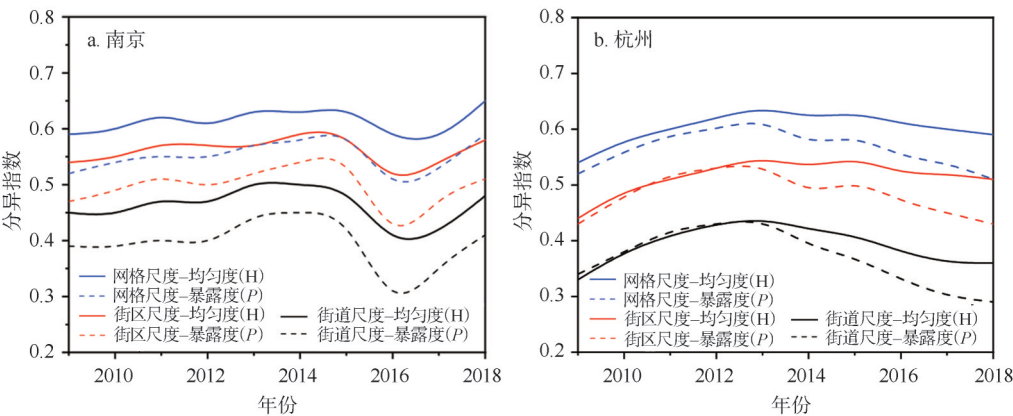 a. 南京
分异指数
0.8
0.7
0.6
0.5
0.4
0.3
0.2
网格尺度–均匀度(H)
网格尺度–暴露度(P)
街区尺度–均匀度(H)
街区尺度–暴露度(P)
街道尺度–均匀度(H)
街道尺度–暴露度(P)
2010 2012 2014 2016 2018
年份
b. 杭州
分异指数
0.8
0.7
0.6
0.5
0.4
0.3
0.2
网格尺度–均匀度(H)
网格尺度–暴露度(P)
街区尺度–均匀度(H)
街区尺度–暴露度(P)
街道尺度–均匀度(H)
街道尺度–暴露度(P)
2010 2012 2014 2016 2018
年份